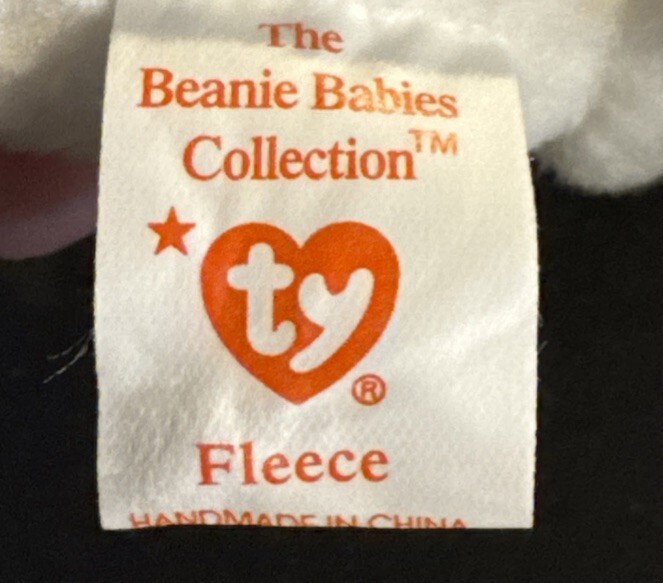 The
Beanie Babies
Collection™
ty
®
Fleece
HANDMADE IN CHINA